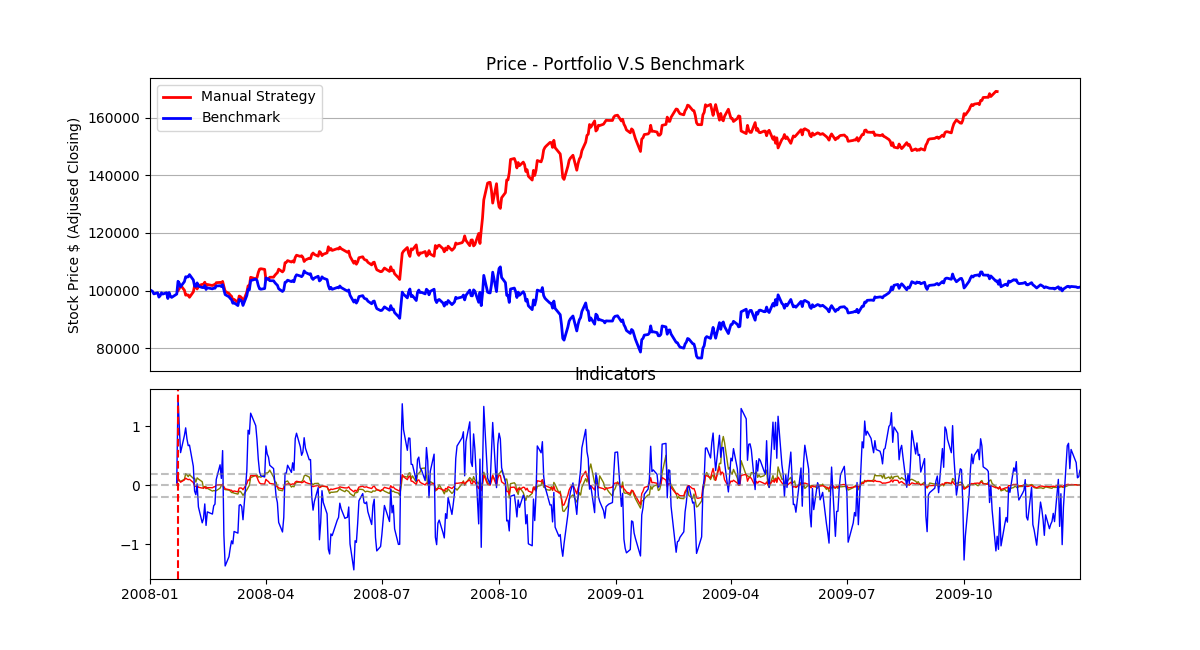 Price - Portfolio V.S Benchmark
Manual Strategy
Benchmark
Stock Price $ (Adjused Closing)
160000
140000
120000
100000
80000
Indicators
1
0
−1
2008-01 2008-04 2008-07 2008-10 2009-01 2009-04 2009-07 2009-10